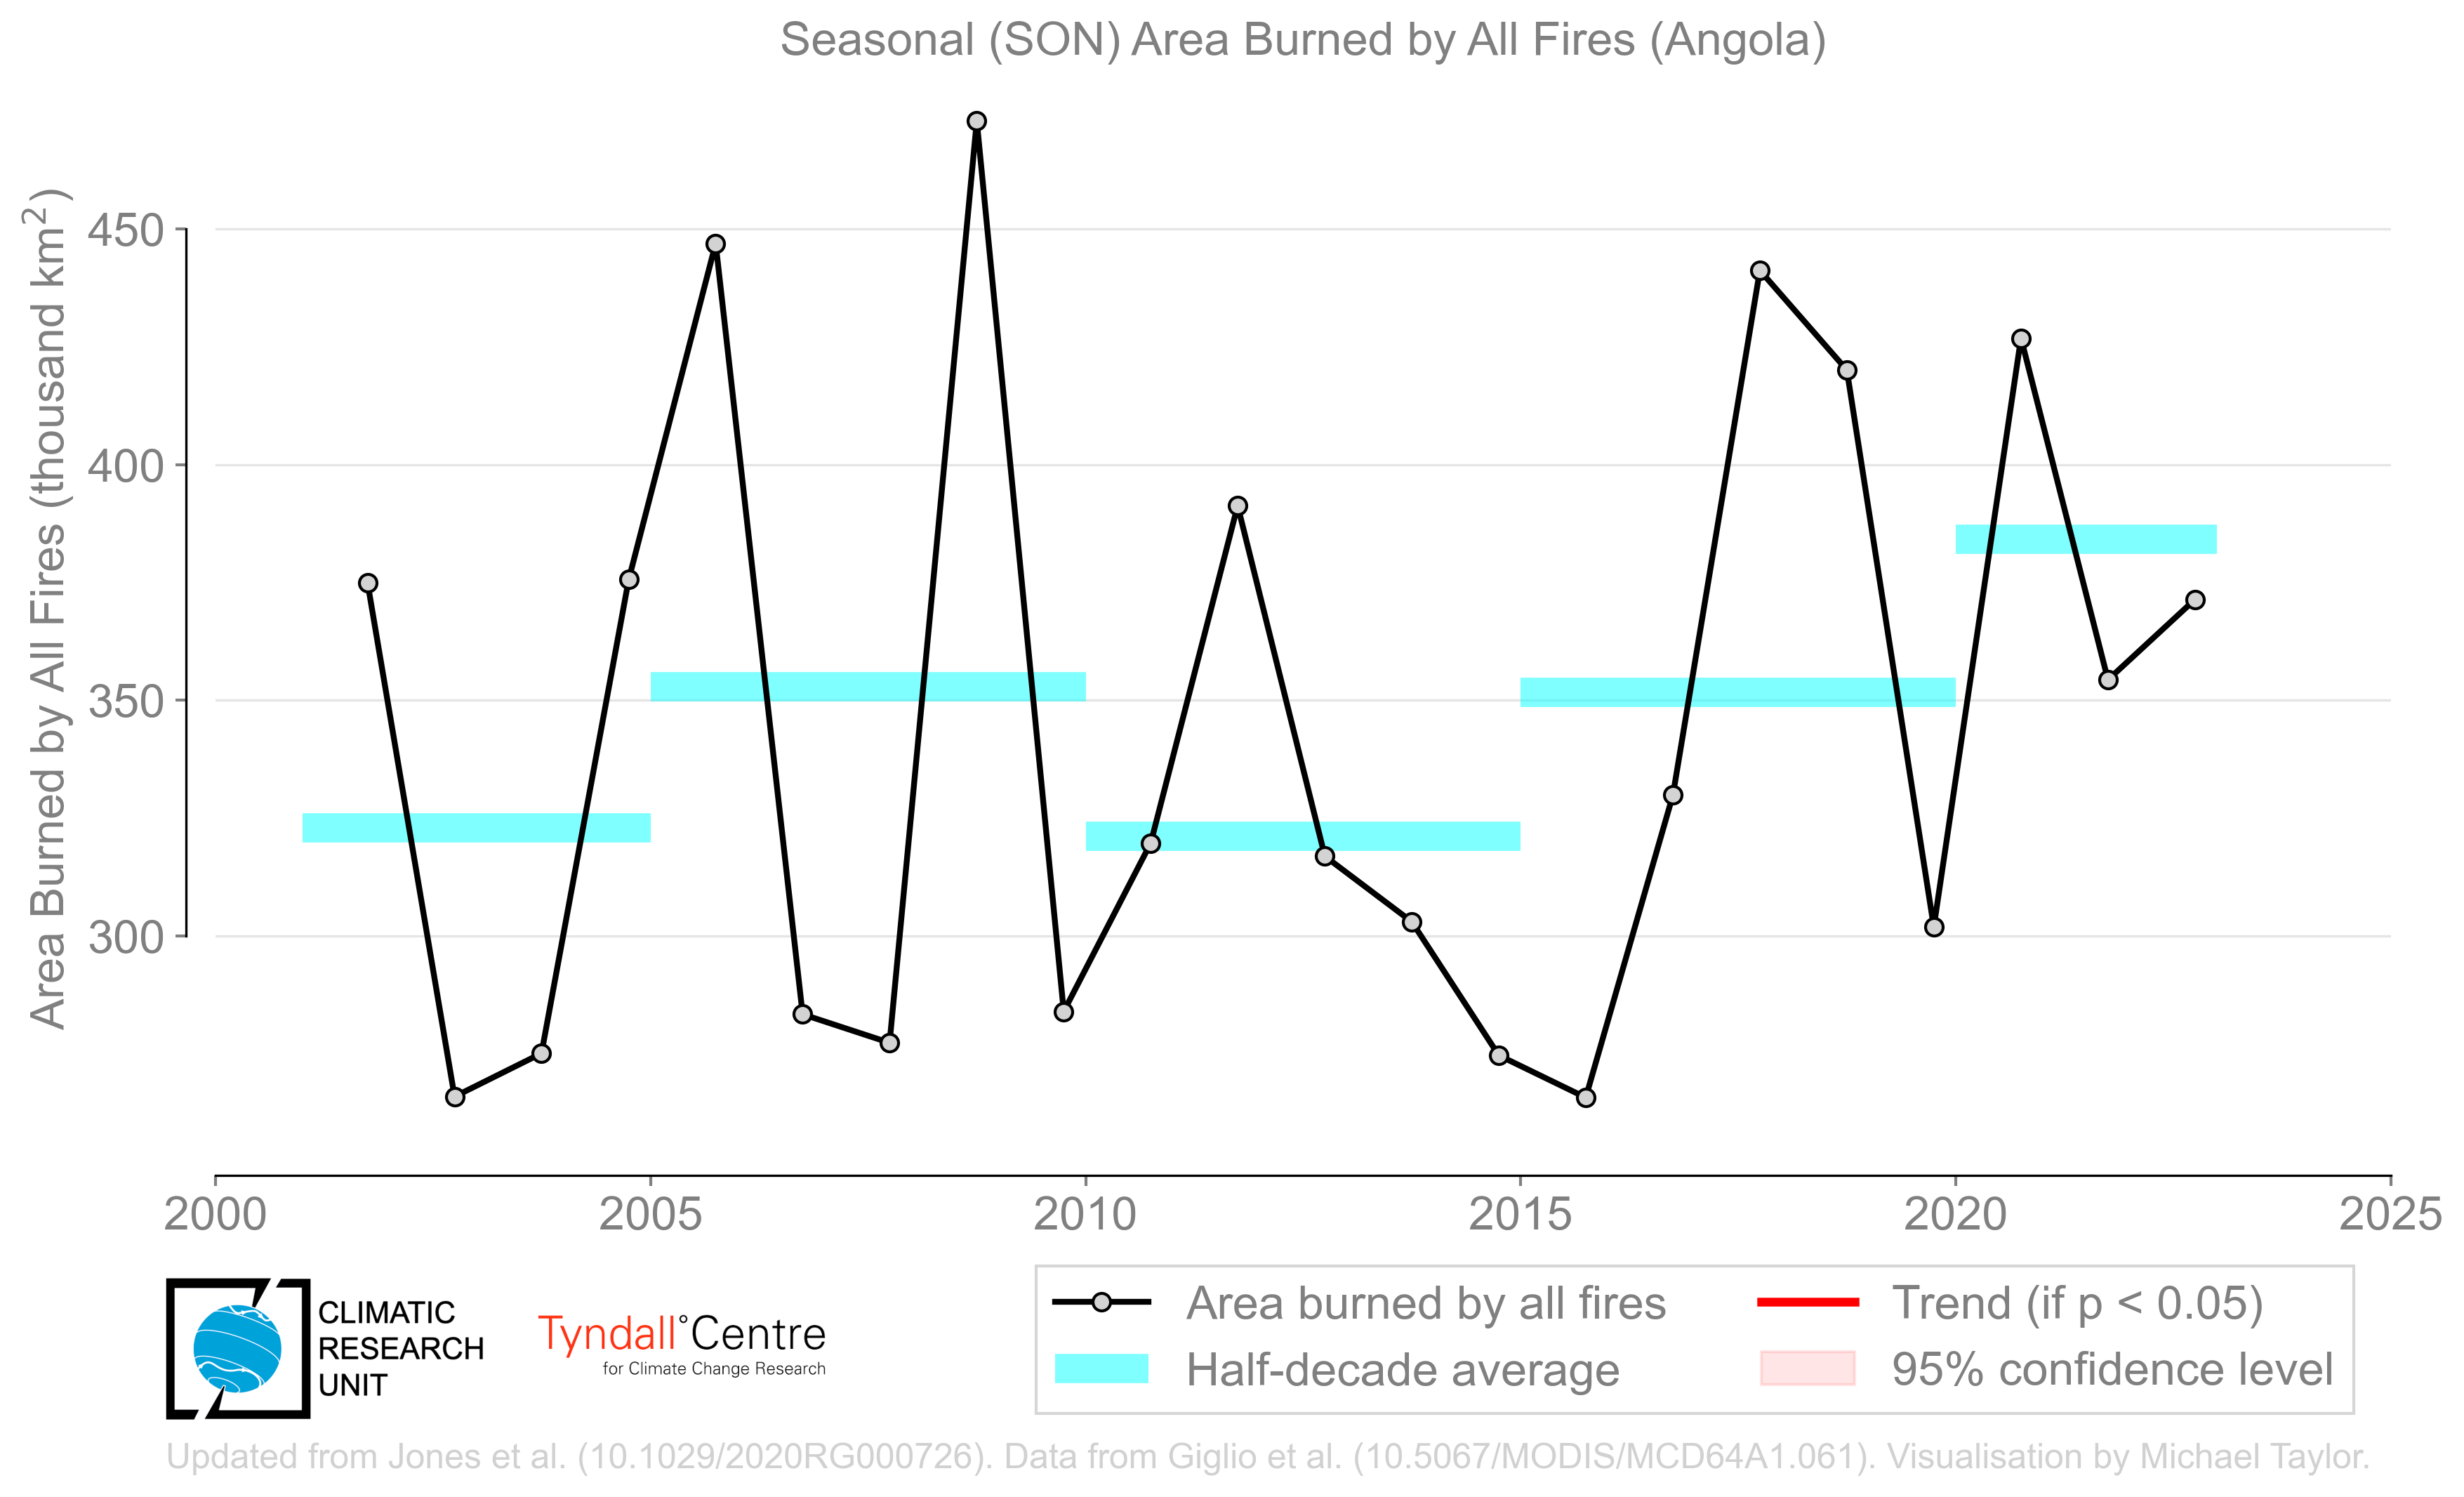 Seasonal (SON) Area Burned by All Fires (Angola)
Area Burned by All Fires (thousand km²)
450
400
350
300
2000 2005 2010 2015 2020 2025
CLIMATIC
RESEARCH
UNIT
Tyndall°Centre
for Climate Change Research
Area burned by all fires
Half-decade average
Trend (if p < 0.05)
95% confidence level
Updated from Jones et al. (10.1029/2020RG000726). Data from Giglio et al. (10.5067/MODIS/MCD64A1.061). Visualisation by Michael Taylor.